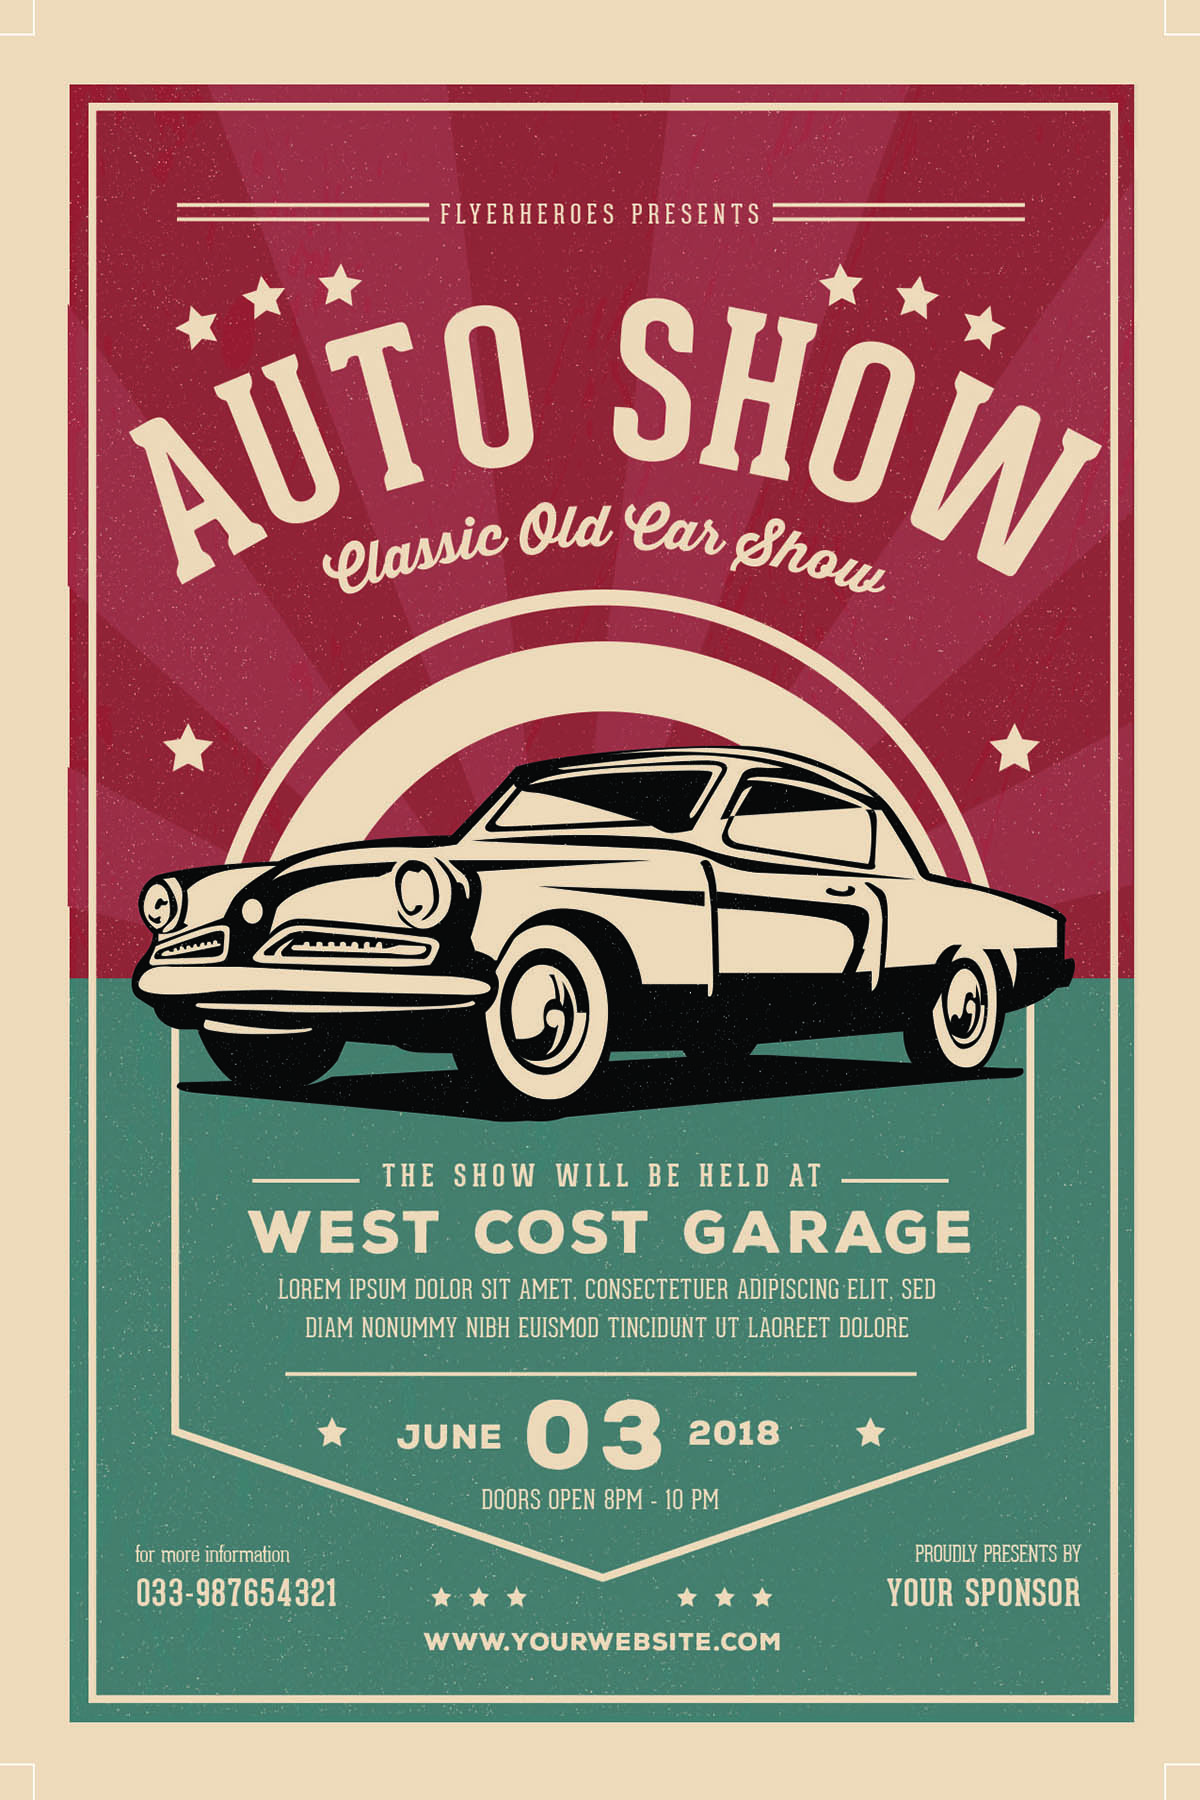 FLYERHEROES PRESENTS
AUTO SHOW
Classic Old Car Show
THE SHOW WILL BE HELD AT
WEST COST GARAGE
LOREM IPSUM DOLOR SIT AMET, CONSECTETUER ADIPISCING ELIT, SED
DIAM NONUMMY NIBH EUISMOD TINCIDUNT UT LAOREET DOLORE
JUNE 03 2018
DOORS OPEN 8PM - 10 PM
for more information
033-987654321
PROUDLY PRESENTS BY
YOUR SPONSOR
WWW.YOURWEBSITE.COM